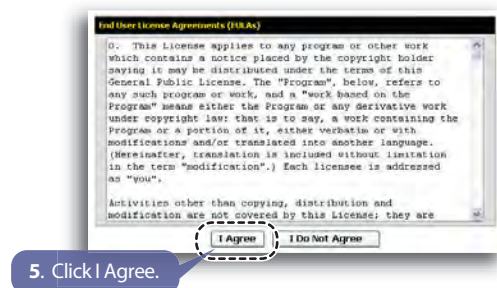 End User License Agreements (EULAs)
0. This License applies to any program or other work
which contains a notice placed by the copyright holder
saying it may be distributed under the terms of this
General Public License. The "Program", below, refers to
any such program or work, and a "work based on the
Program" means either the Program or any derivative work
under copyright law: that is to say, a work containing the
Program or a portion of it, either verbatim or with
modifications and/or translated into another language.
(Hereinafter, translation is included without limitation
in the term "modification".) Each licensee is addressed
as "you".
Activities other than copying, distribution and
modification are not covered by this License; they are
I Agree
I Do Not Agree
5. Click I Agree.